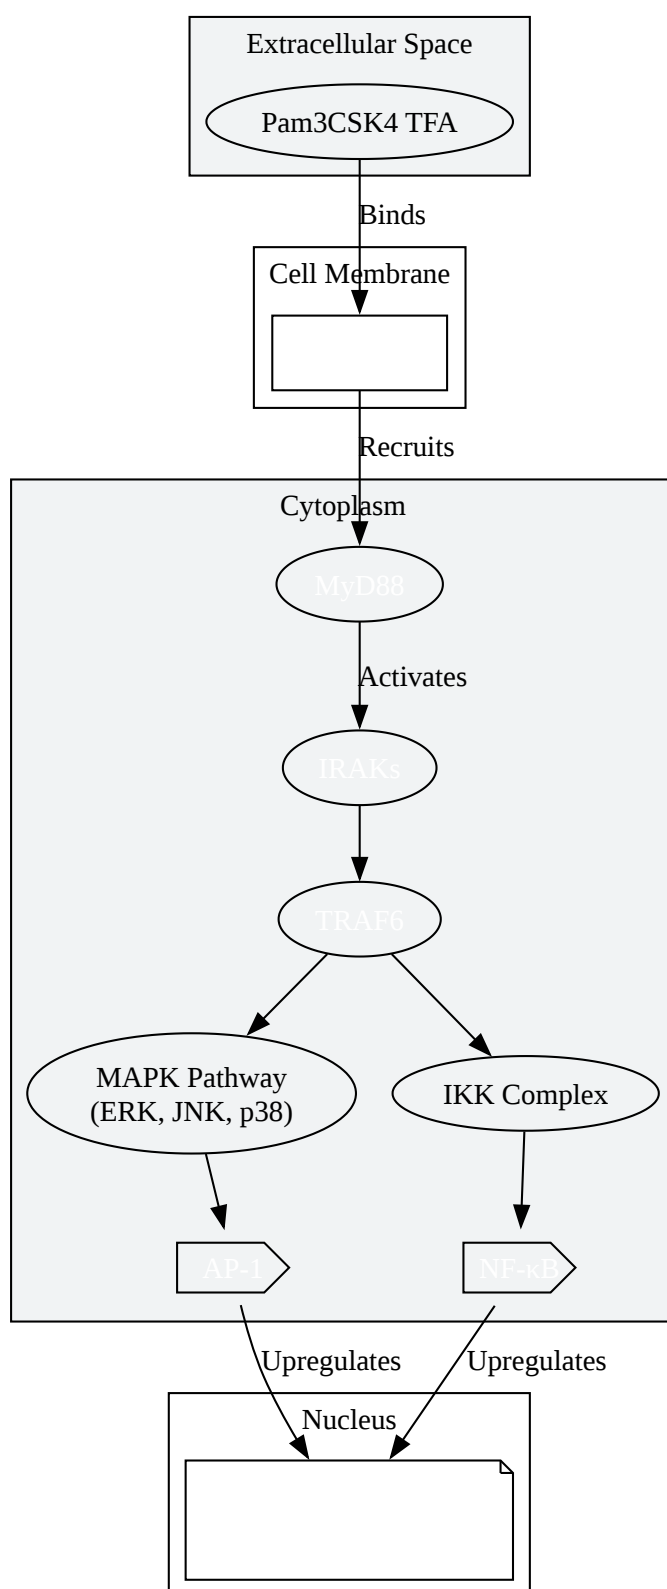 Extracellular Space
Pam3CSK4 TFA
Binds
Cell Membrane
Recruits
Cytoplasm
MyD88
Activates
IRAKs
TRAF6
MAPK Pathway
(ERK, JNK, p38)
IKK Complex
AP-1
NF-κB
Upregulates
Upregulates
Nucleus